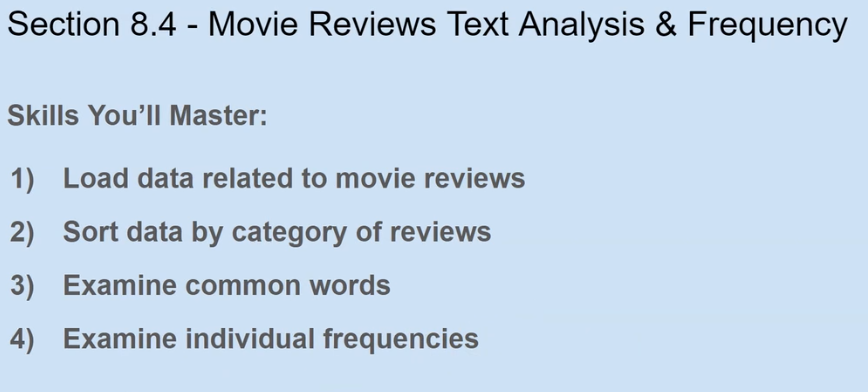 Section 8.4 - Movie Reviews Text Analysis & Frequency
Skills You’ll Master:
1) Load data related to movie reviews
2) Sort data by category of reviews
3) Examine common words
4) Examine individual frequencies